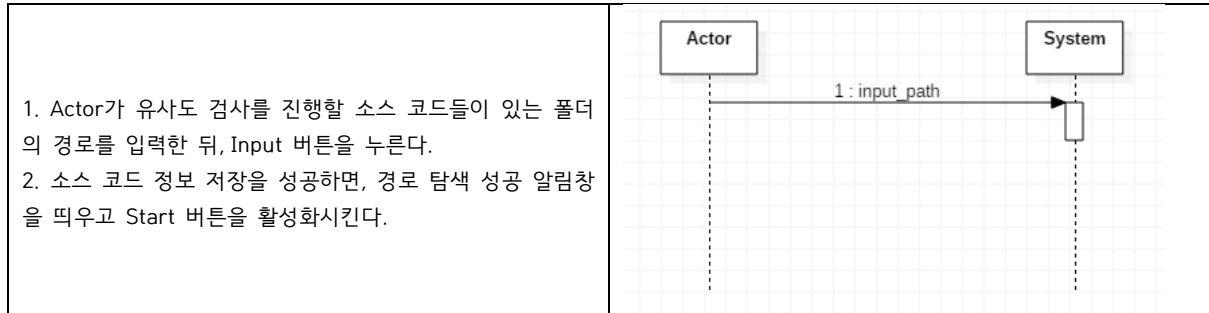 1. Actor가 유사도 검사를 진행할 소스 코드들이 있는 폴더
의 경로를 입력한 뒤, Input 버튼을 누른다.
2. 소스 코드 정보 저장을 성공하면, 경로 탐색 성공 알림창
을 띄우고 Start 버튼을 활성화시킨다.
Actor
System
1 : input_path